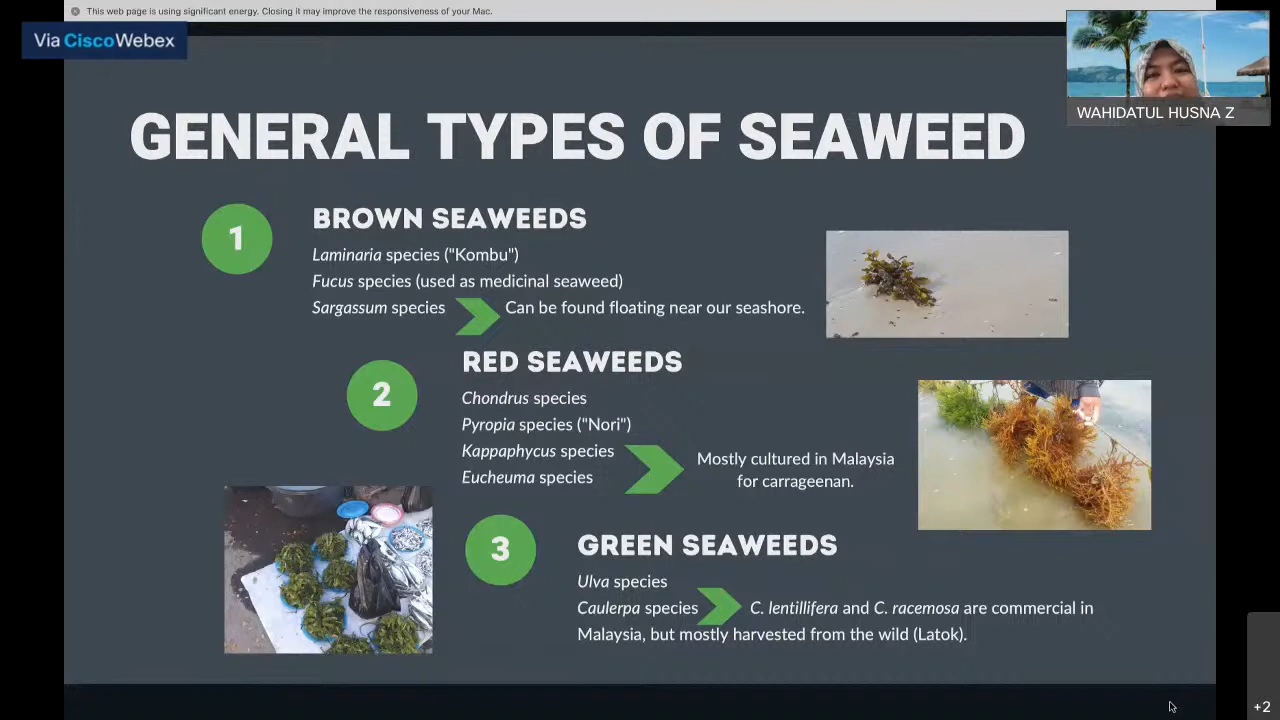 This web page is using significant energy. Closing it may improve the responsiveness of your Mac.
Via Cisco Webex
WAHIDATUL HUSNA Z
GENERAL TYPES OF SEAWEED
1
BROWN SEAWEEDS
Laminaria species ("Kombu")
Fucus species (used as medicinal seaweed)
Sargassum species Can be found floating near our seashore.
2
RED SEAWEEDS
Chondrus species
Pyropia species ("Nori")
Kappaphycus species
Eucheuma species
Mostly cultured in Malaysia
for carrageenan.
3
GREEN SEAWEEDS
Ulva species
Caulerpa species C. lentillifera and C. racemosa are commercial in
Malaysia, but mostly harvested from the wild (Latok).
+2